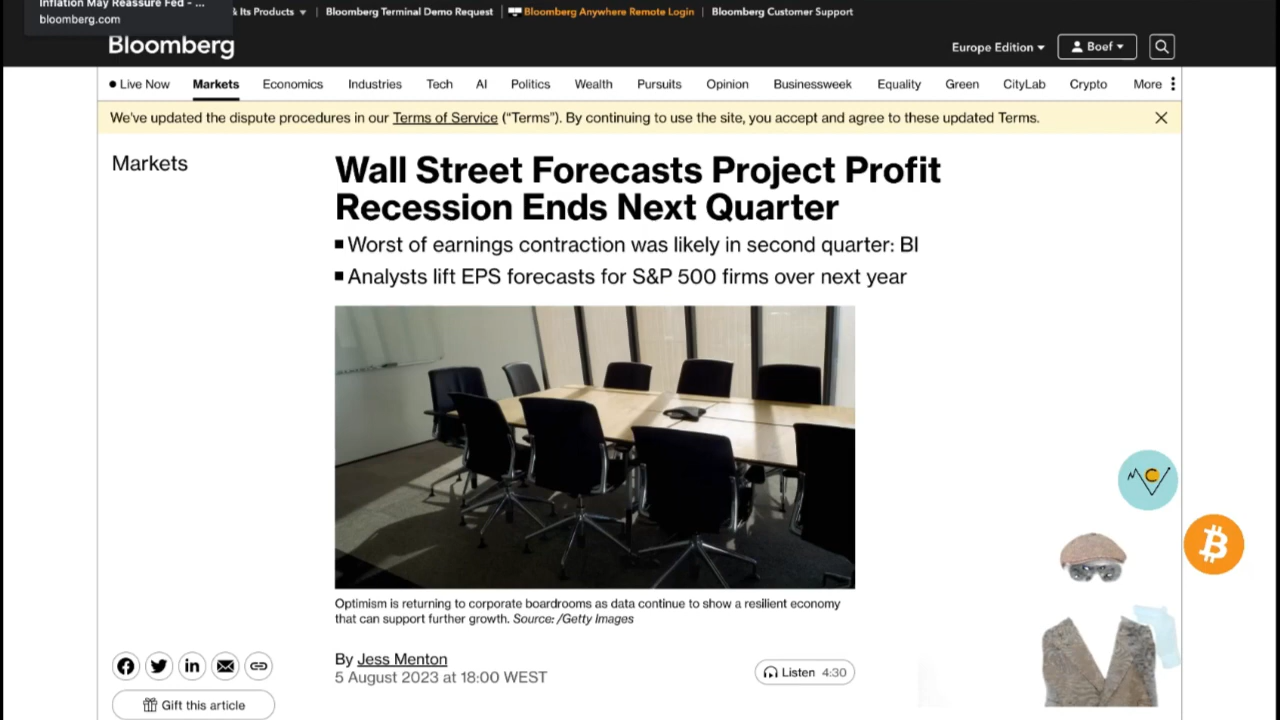 Inflation May Reassure Fed - ...
bloomberg.com
& Its Products
Bloomberg Terminal Demo Request
Bloomberg Anywhere Remote Login
Bloomberg Customer Support
Bloomberg
Europe Edition
Boef
Live Now
Markets
Economics
Industries
Tech
AI
Politics
Wealth
Pursuits
Opinion
Businessweek
Equality
Green
CityLab
Crypto
More
We've updated the dispute procedures in our Terms of Service ("Terms"). By continuing to use the site, you accept and agree to these updated Terms.
Markets
Wall Street Forecasts Project Profit
Recession Ends Next Quarter
Worst of earnings contraction was likely in second quarter: BI
Analysts lift EPS forecasts for S&P 500 firms over next year
Optimism is returning to corporate boardrooms as data continue to show a resilient economy
that can support further growth. Source: /Getty Images
By Jess Menton
5 August 2023 at 18:00 WEST
Listen 4:30
Gift this article